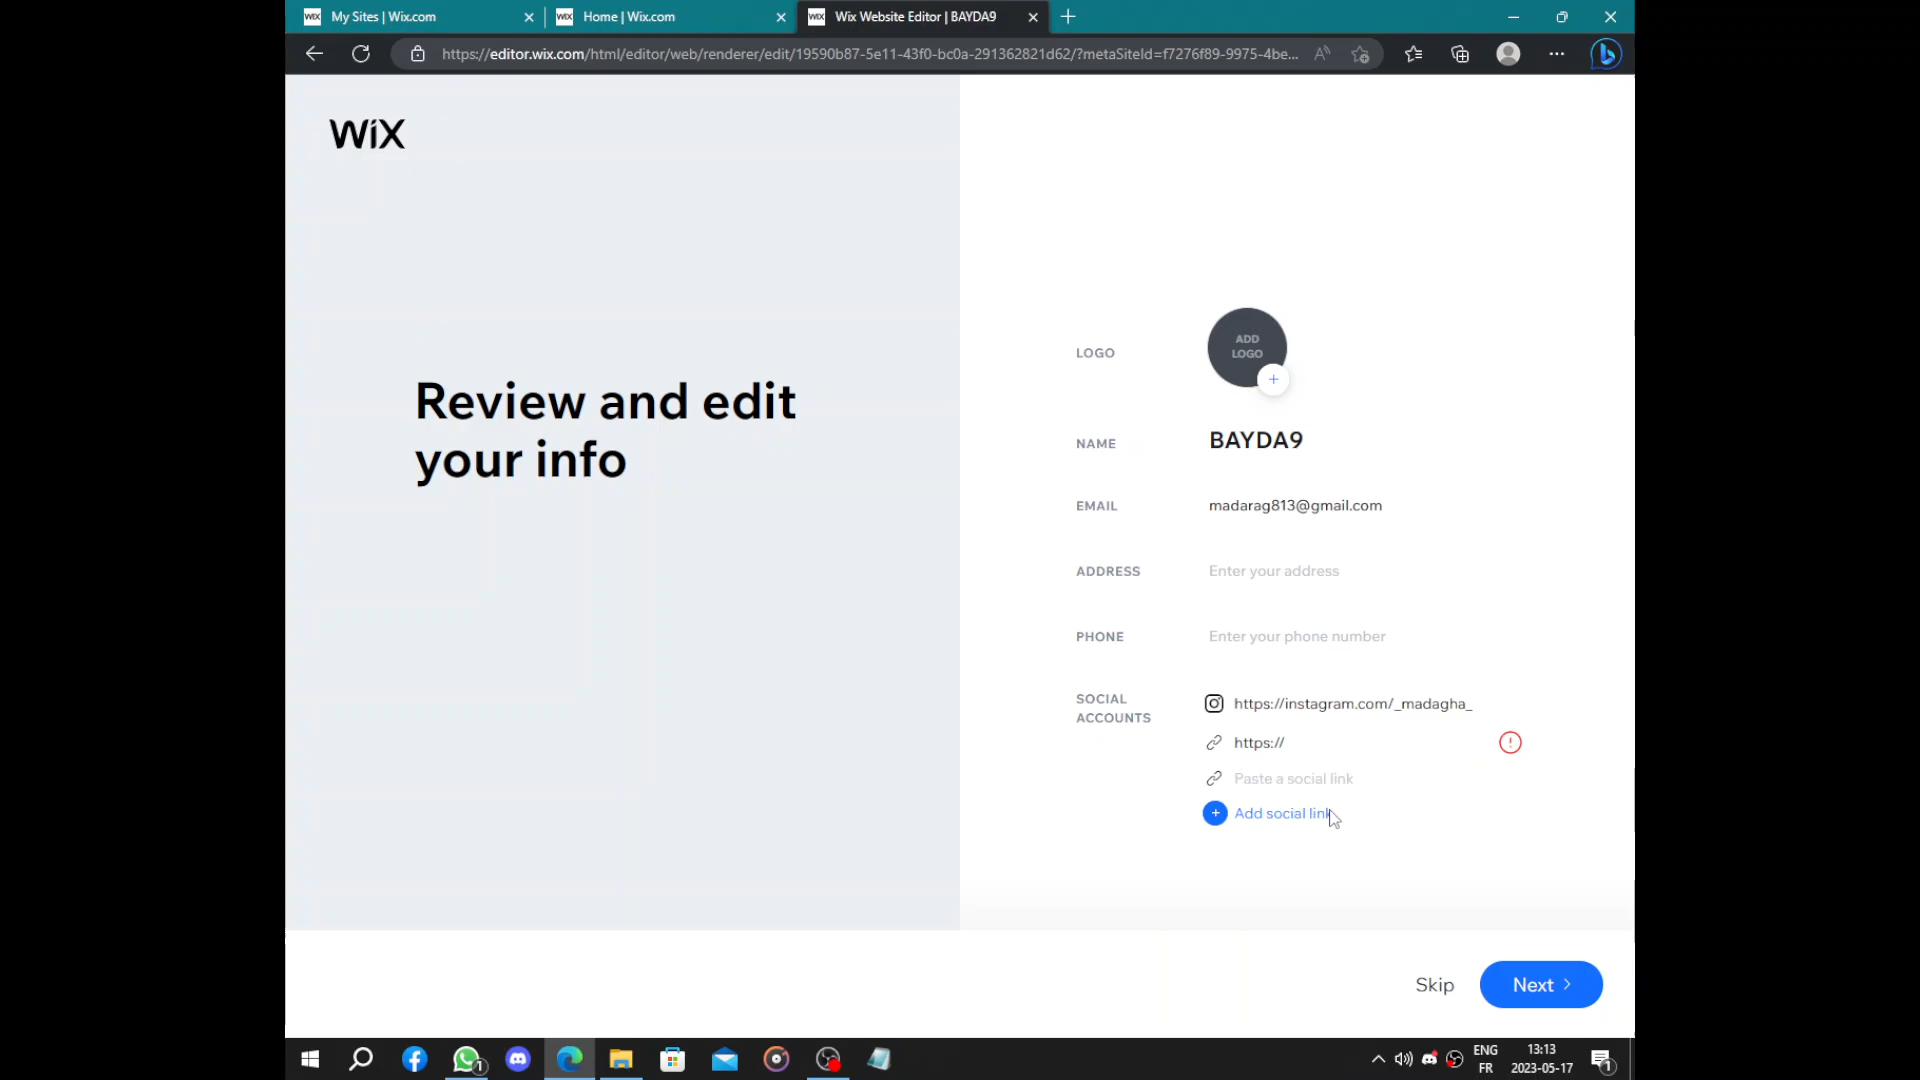 My Sites | Wix.com
Home | Wix.com
Wix Website Editor | BAYDA9
https://editor.wix.com/html/editor/web/renderer/edit/19590b87-5e11-43f0-bc0a-291362821d62/?metaSiteId=f7276f89-9975-4be...
WiX
Review and edit
your info
LOGO
ADD
LOGO
NAME
BAYDA9
EMAIL
madarag813@gmail.com
ADDRESS
Enter your address
PHONE
Enter your phone number
SOCIAL
ACCOUNTS
https://instagram.com/_madagha_
https://
Paste a social link
Add social link
Skip
Next
1
ENG
FR
13:13
2023-05-17
1